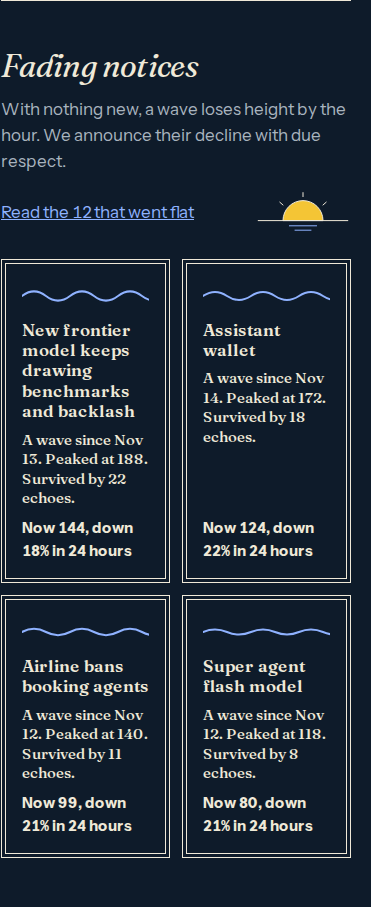 Fading notices
With nothing new, a wave loses height by the
hour. We announce their decline with due
respect.
Read the 12 that went flat
New frontier
model keeps
drawing
benchmarks
and backlash
A wave since Nov
13. Peaked at 188.
Survived by 22
echoes.
Now 144, down
18% in 24 hours
Assistant
wallet
A wave since Nov
14. Peaked at 172.
Survived by 18
echoes.
Now 124, down
22% in 24 hours
Airline bans
booking agents
A wave since Nov
12. Peaked at 140.
Survived by 11
echoes.
Now 99, down
21% in 24 hours
Super agent
flash model
A wave since Nov
12. Peaked at 118.
Survived by 8
echoes.
Now 80, down
21% in 24 hours